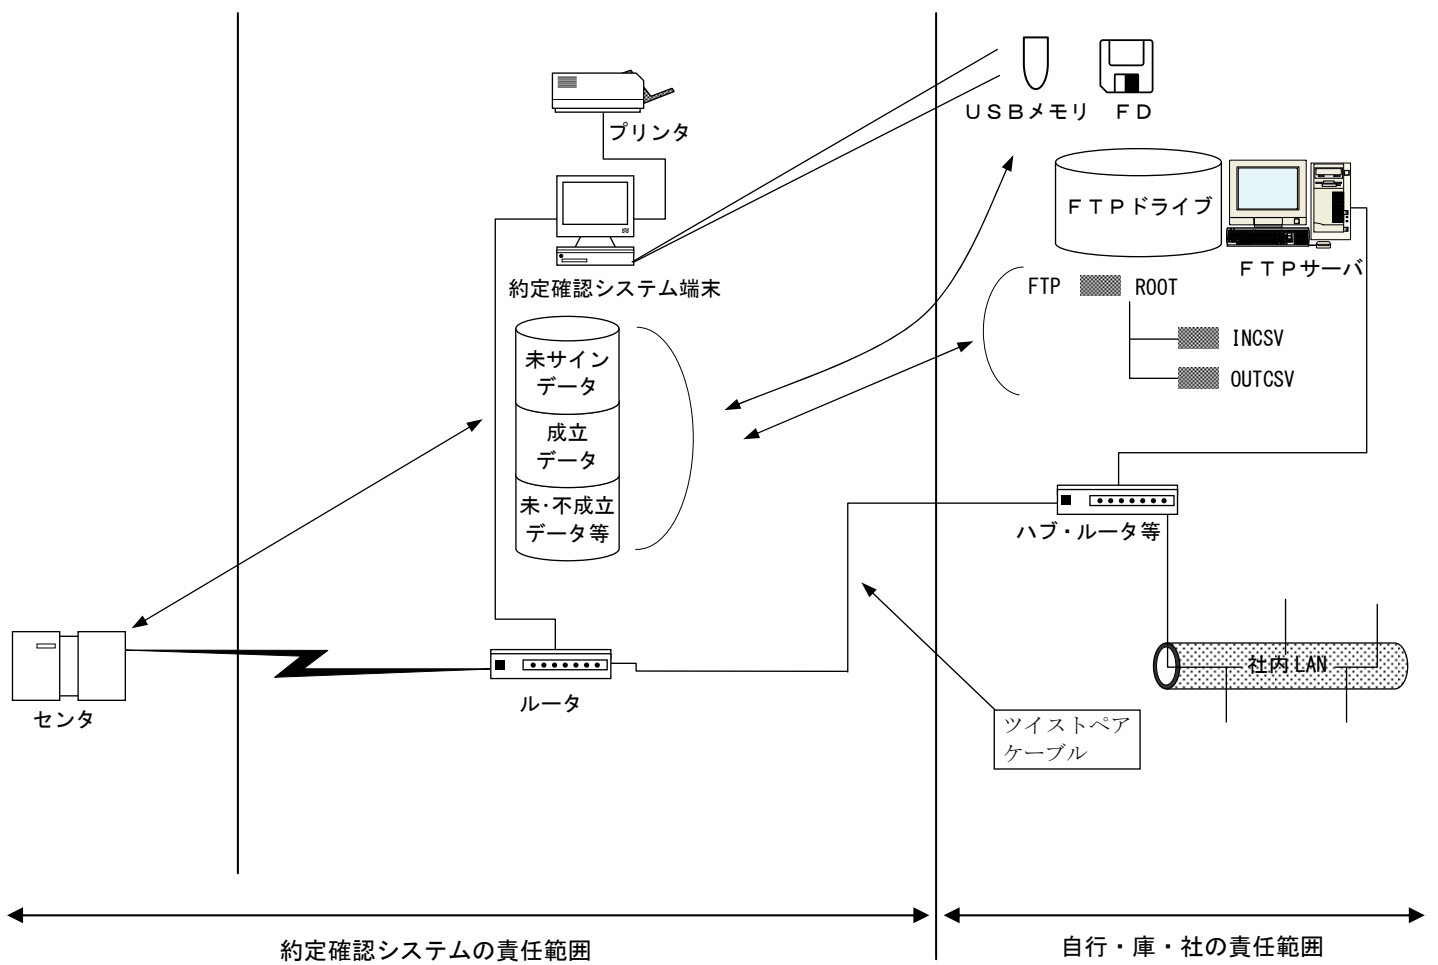 USBメモリ
FD
プリンタ
FTPドライブ
FTPサーバ
約定確認システム端末
FTP
ROOT
INCSV
OUTCSV
未サイン
データ
成立
データ
未・不成立
データ等
ハブ・ルータ等
社内LAN
ルータ
センタ
ツイストペア
ケーブル
約定確認システムの責任範囲
自行・庫・社の責任範囲